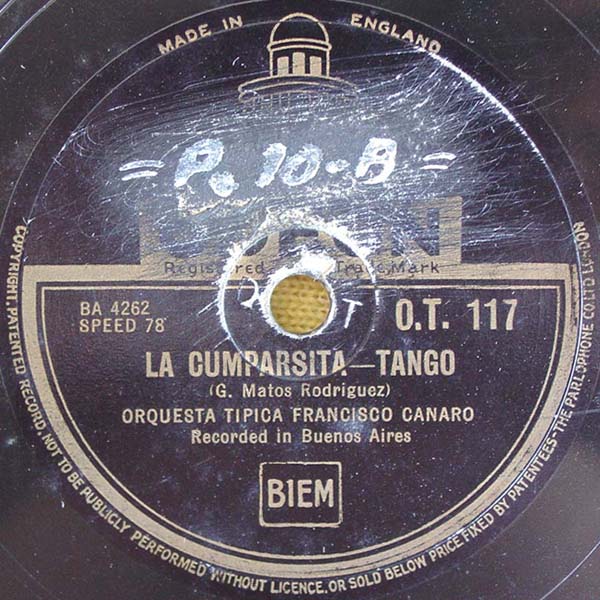 MADE IN ENGLAND
= P. 10-B =
Registered Trade Mark
BA 4262
SPEED 78
O.T. 117
LA CUMPARSITA—TANGO
(G. Matos Rodriguez)
ORQUESTA TIPICA FRANCISCO CANARO
Recorded in Buenos Aires
BIEM
COPYRIGHT. PATENTED RECORD, NOT TO BE PUBLICLY PERFORMED WITHOUT LICENCE, OR SOLD BELOW PRICE FIXED BY PATENTEES-THE PARLOPHONE CO LTD LONDON